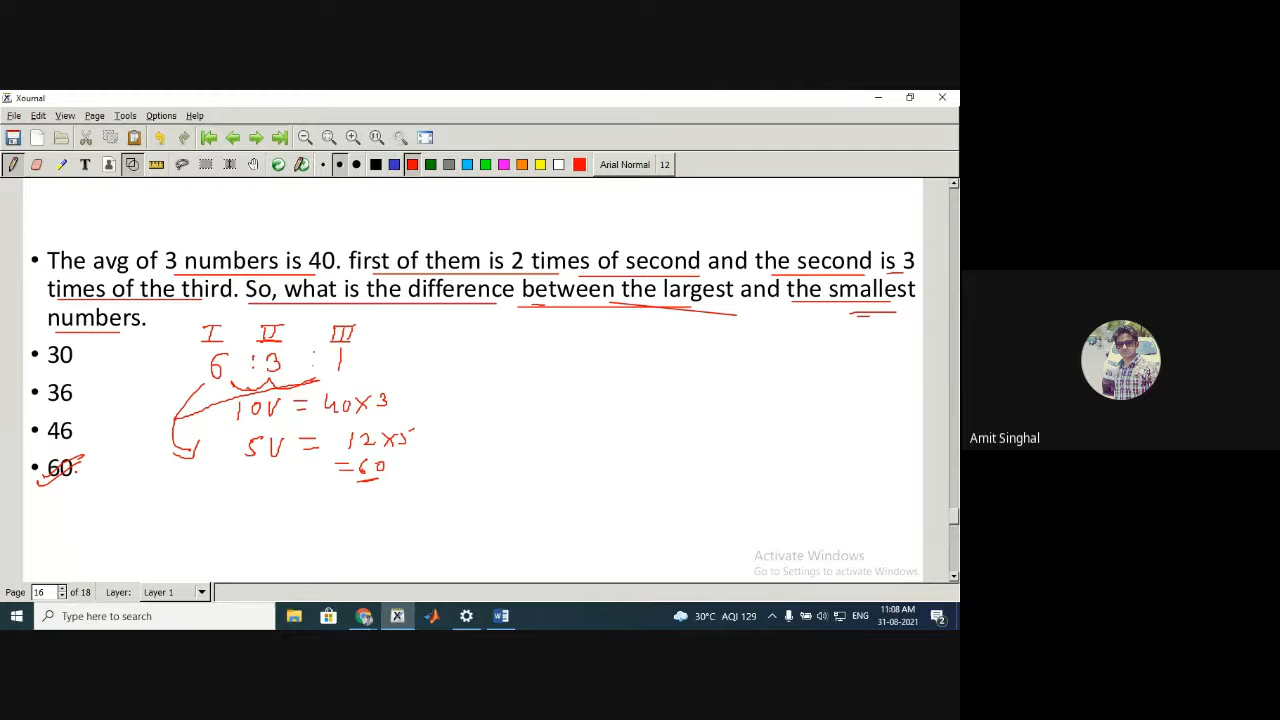 Xournal
File Edit View Page Tools Options Help
Arial Normal 12
• The avg of 3 numbers is 40. first of them is 2 times of second and the second is 3
times of the third. So, what is the difference between the largest and the smallest
numbers.
I II III
6 : 3 : 1
• 30
• 36
10U = 40×3
• 46
5U = 12×5
• 60.
= 60
Amit Singhal
Activate Windows
Go to Settings to activate Windows.
Page 16 of 18 Layer: Layer 1
Type here to search
30°C AQI 129
ENG
11:08 AM
31-08-2021
2